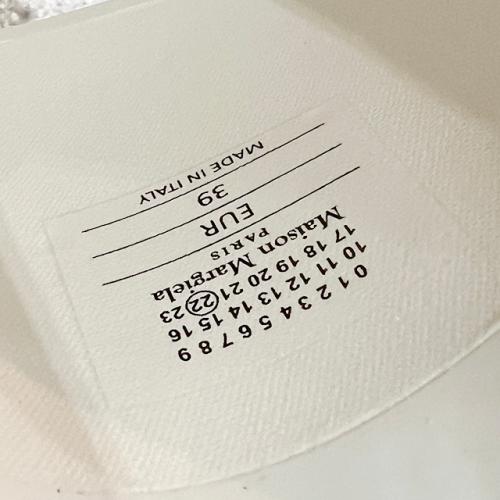 0 1 2 3 4 5 6 7 8 9
10 11 12 13 14 15 16
17 18 19 20 21 22 23
Maison Margiela
PARIS
EUR
39
MADE IN ITALY